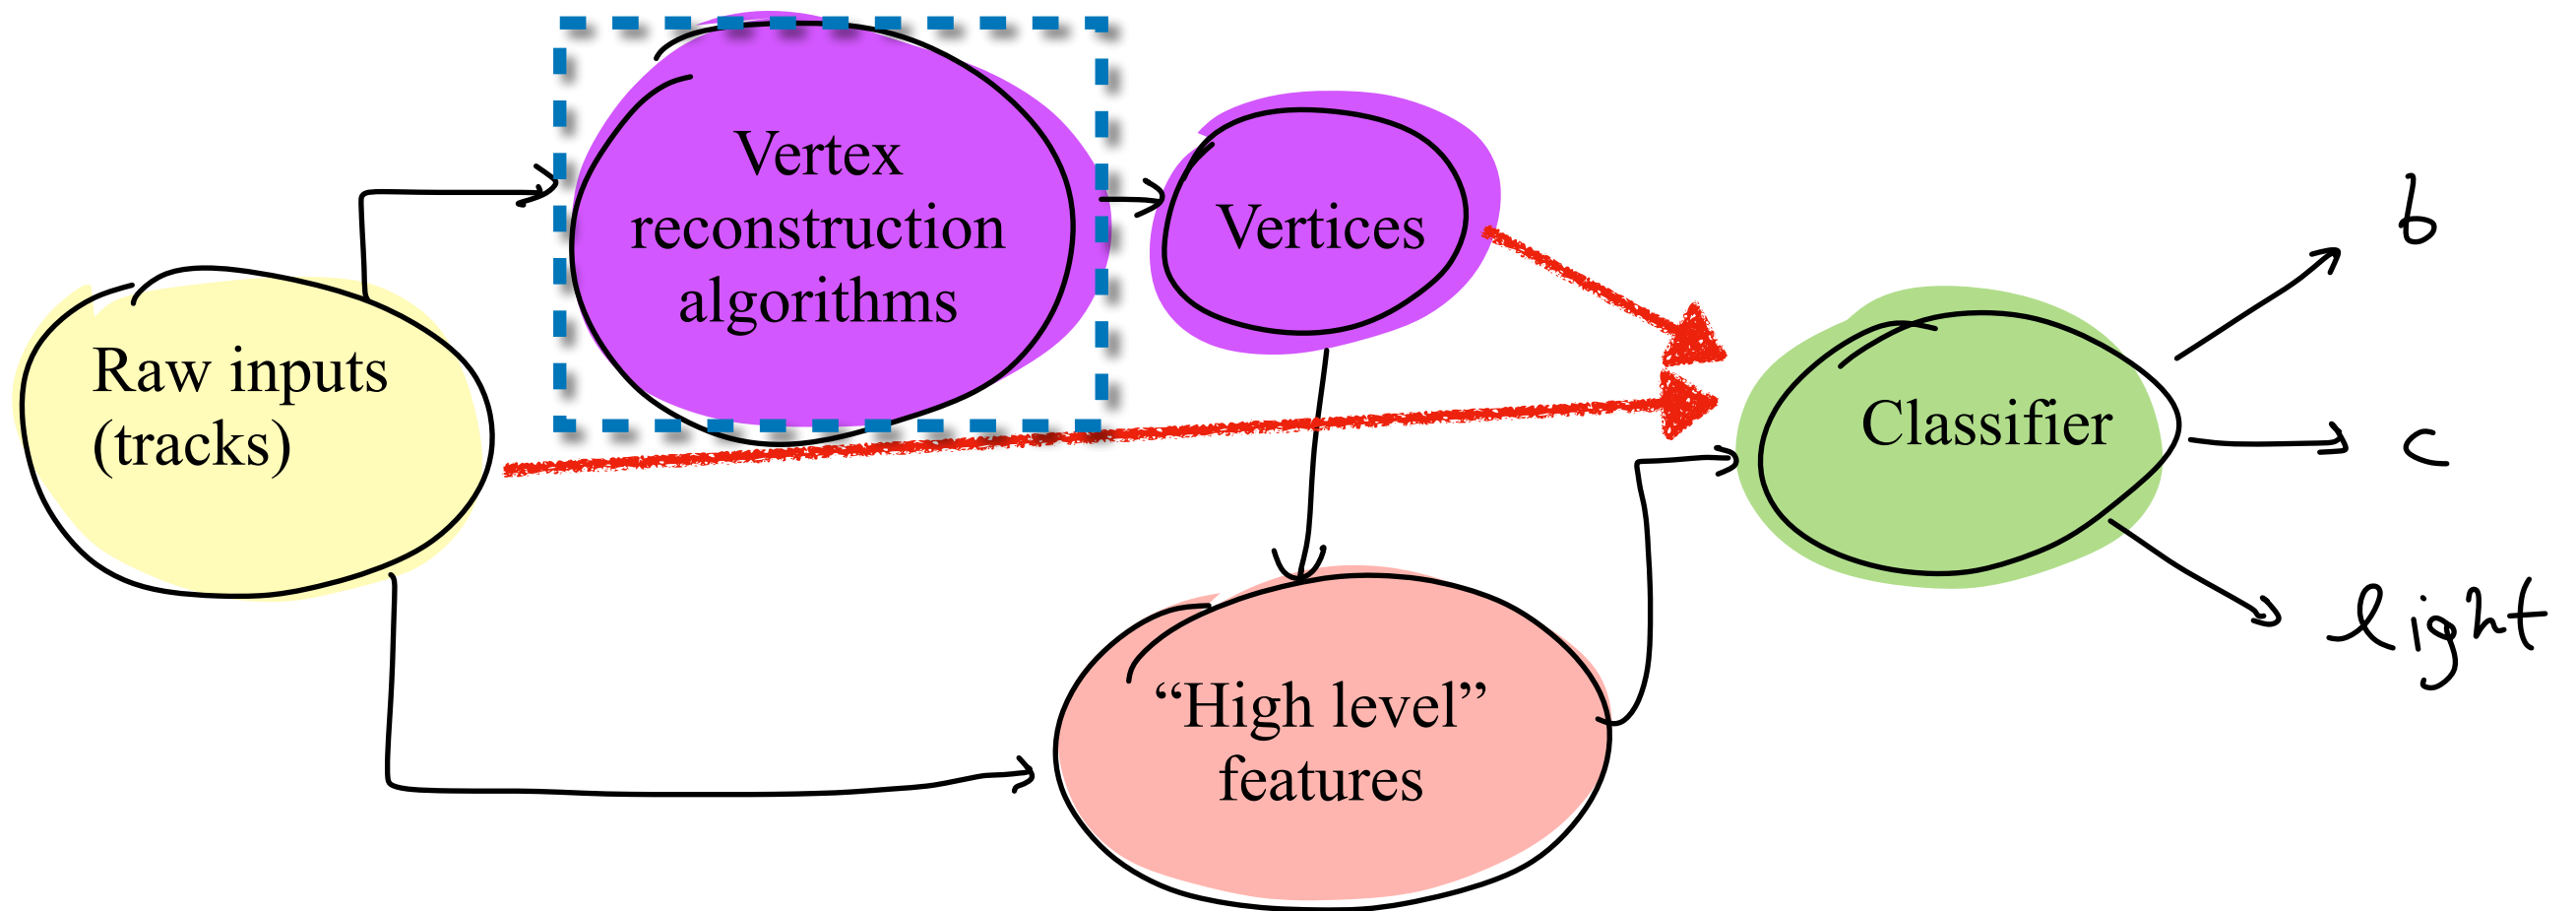 Vertex
reconstruction
algorithms
Vertices
Raw inputs
(tracks)
Classifier
b
c
light
“High level”
features